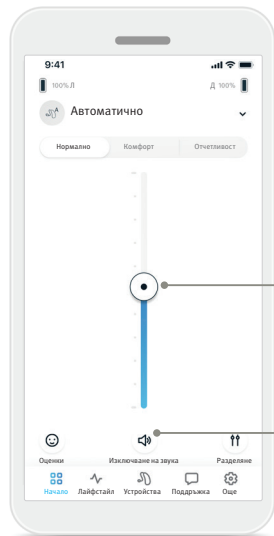 9:41
100% Л Д 100%
Автоматично
Нормално Комфорт Отчетливост
Оценки Изключване на звука Разделяне
Начало Лайфстайл Устройства Поддръжка Още